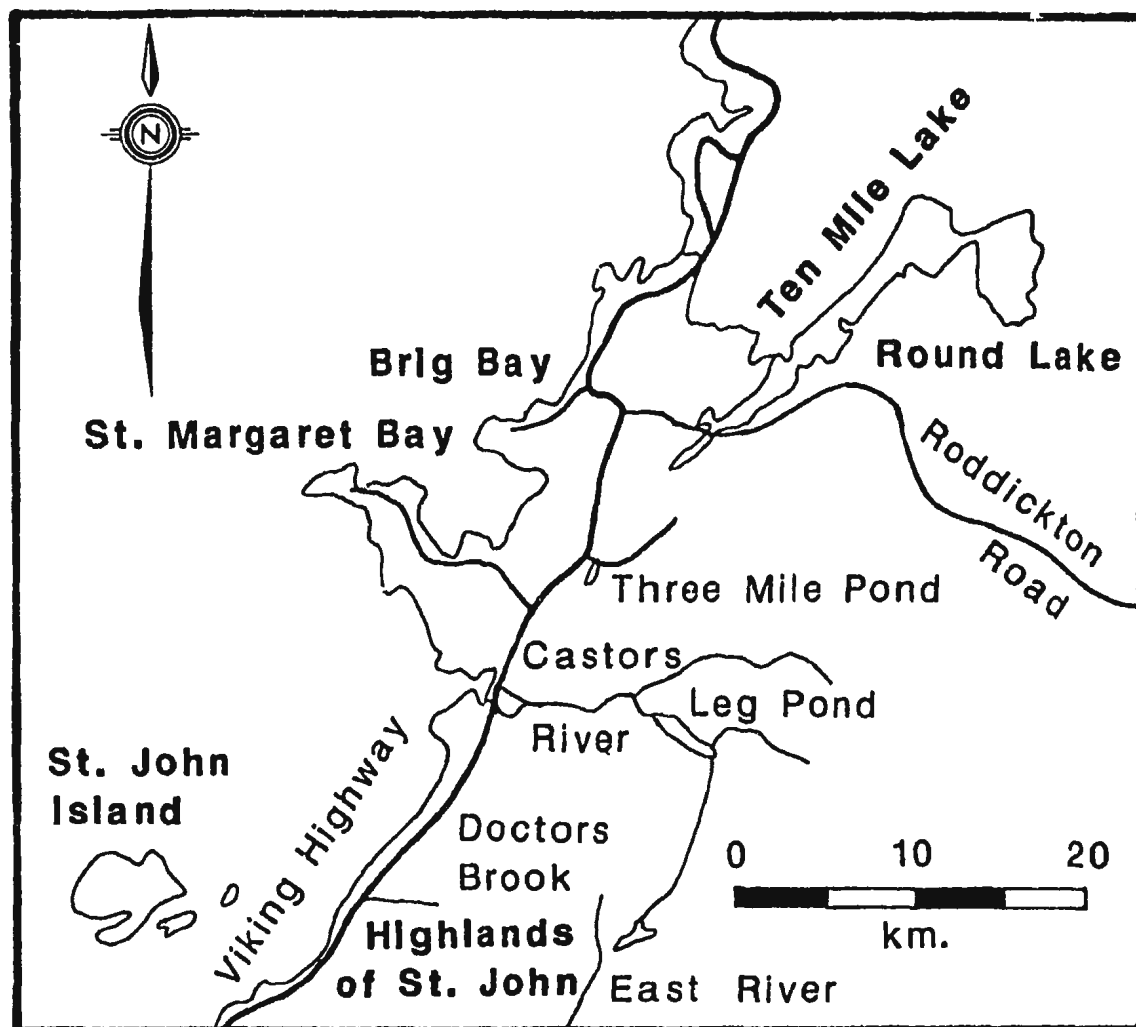 N
Ten Mile Lake
Brig Bay
Round Lake
St. Margaret Bay
Roddickton
Road
Three Mile Pond
Castors
River
Leg Pond
St. John
Island
Viking Highway
Doctors
Brook
0 10 20
km.
Highlands
of St. John
East River